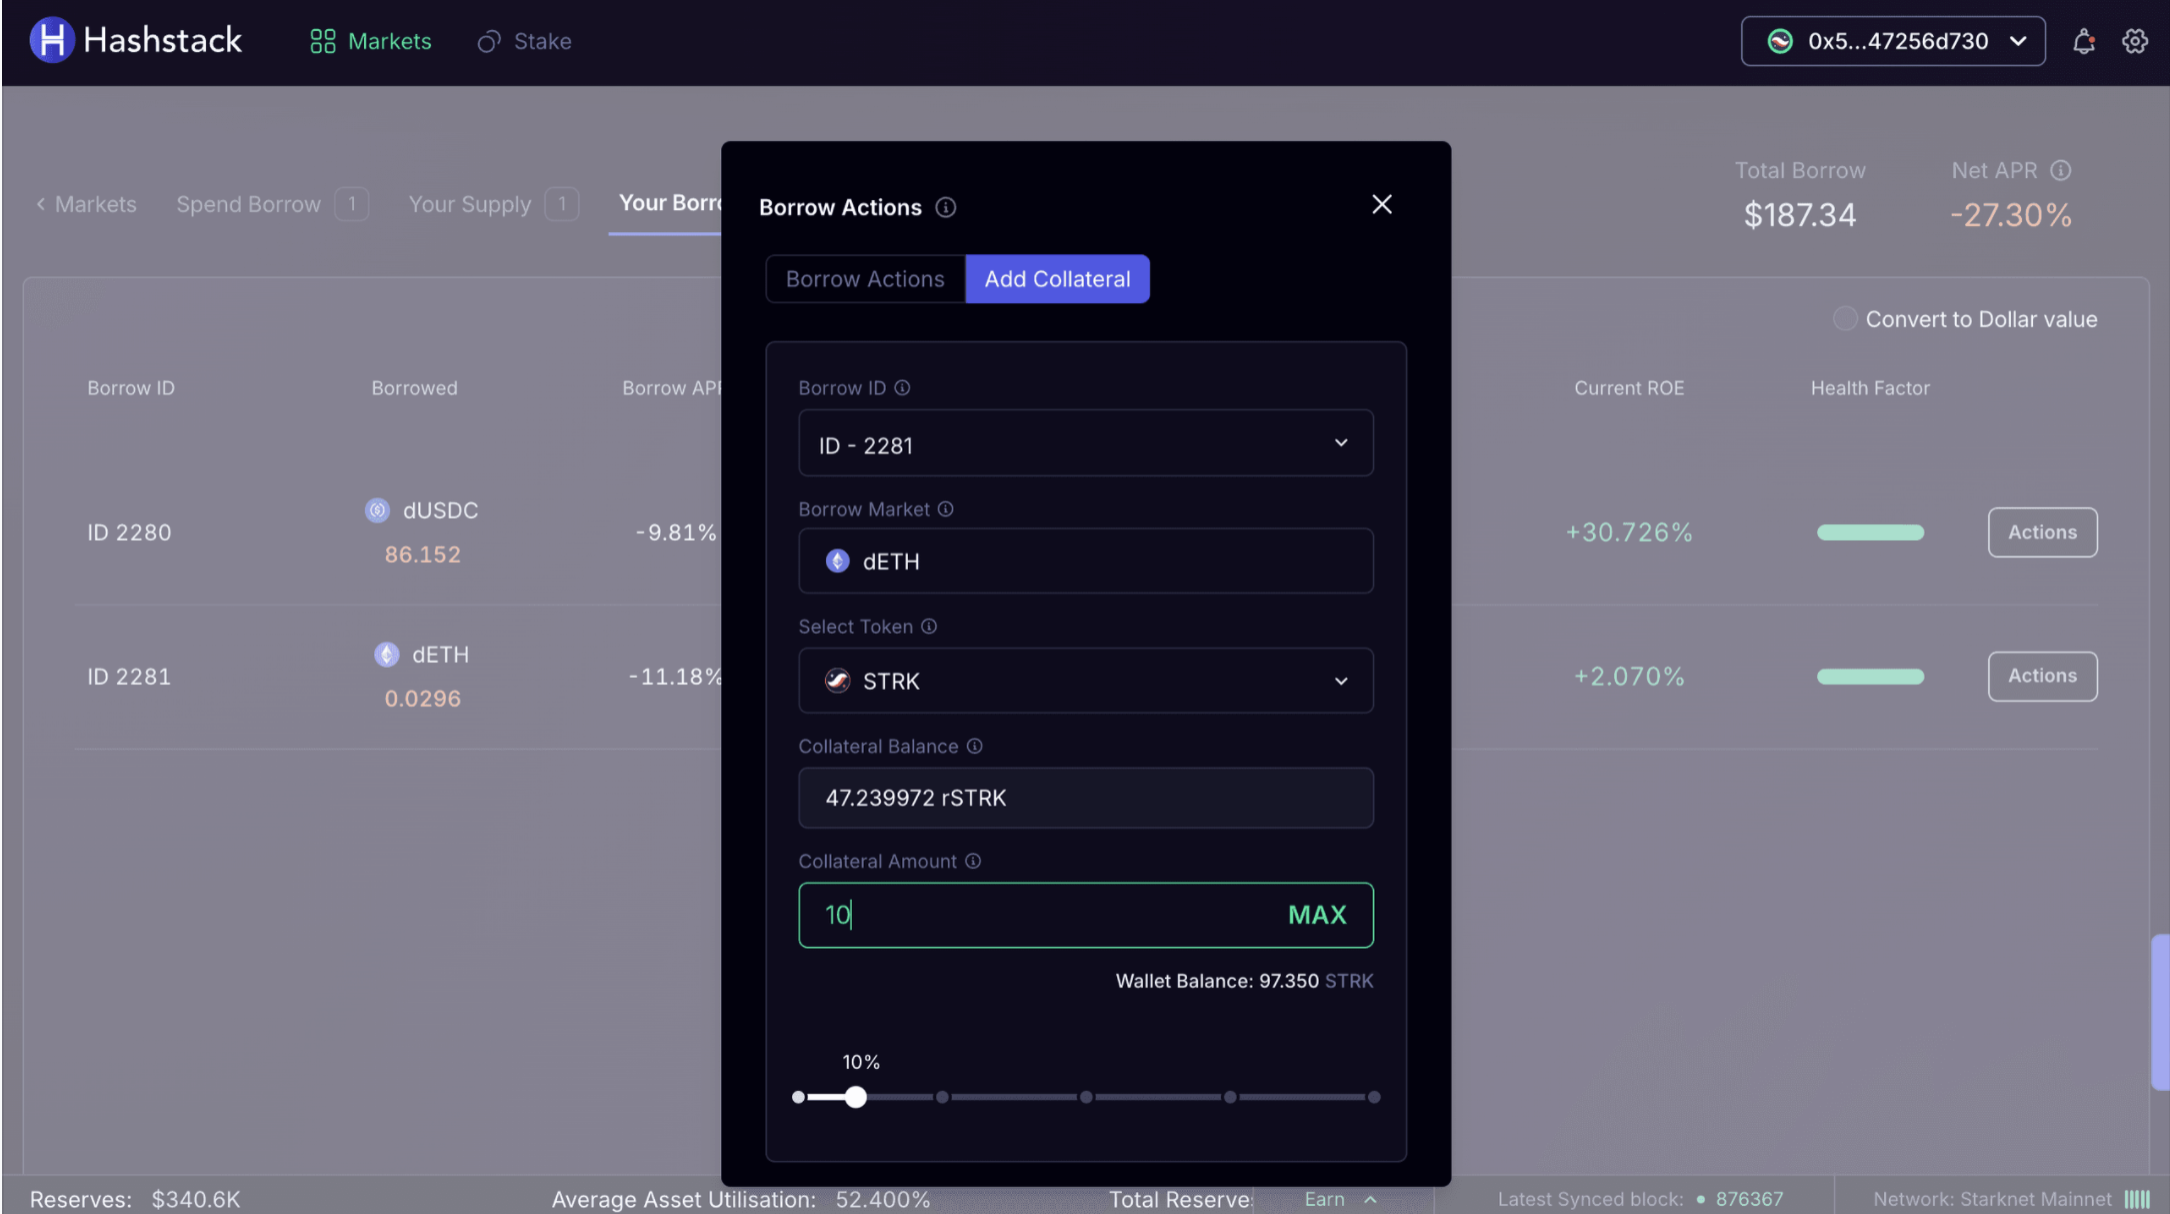 Hashstack
Markets
Stake
0x5...47256d730
Markets
Spend Borrow 1
Your Supply 1
Your Borro
Total Borrow
$187.34
Net APR
-27.30%
Convert to Dollar value
Borrow ID
Borrowed
Borrow APR
Current ROE
Health Factor
ID 2280
dUSDC
86.152
-9.81%
+30.726%
Actions
ID 2281
dETH
0.0296
-11.18%
+2.070%
Actions
Borrow Actions
Borrow Actions
Add Collateral
Borrow ID
ID - 2281
Borrow Market
dETH
Select Token
STRK
Collateral Balance
47.239972 rSTRK
Collateral Amount
10
MAX
Wallet Balance: 97.350 STRK
10%
Reserves: $340.6K
Average Asset Utilisation: 52.400%
Total Reserve
Earn
Latest Synced block: 876367
Network: Starknet Mainnet